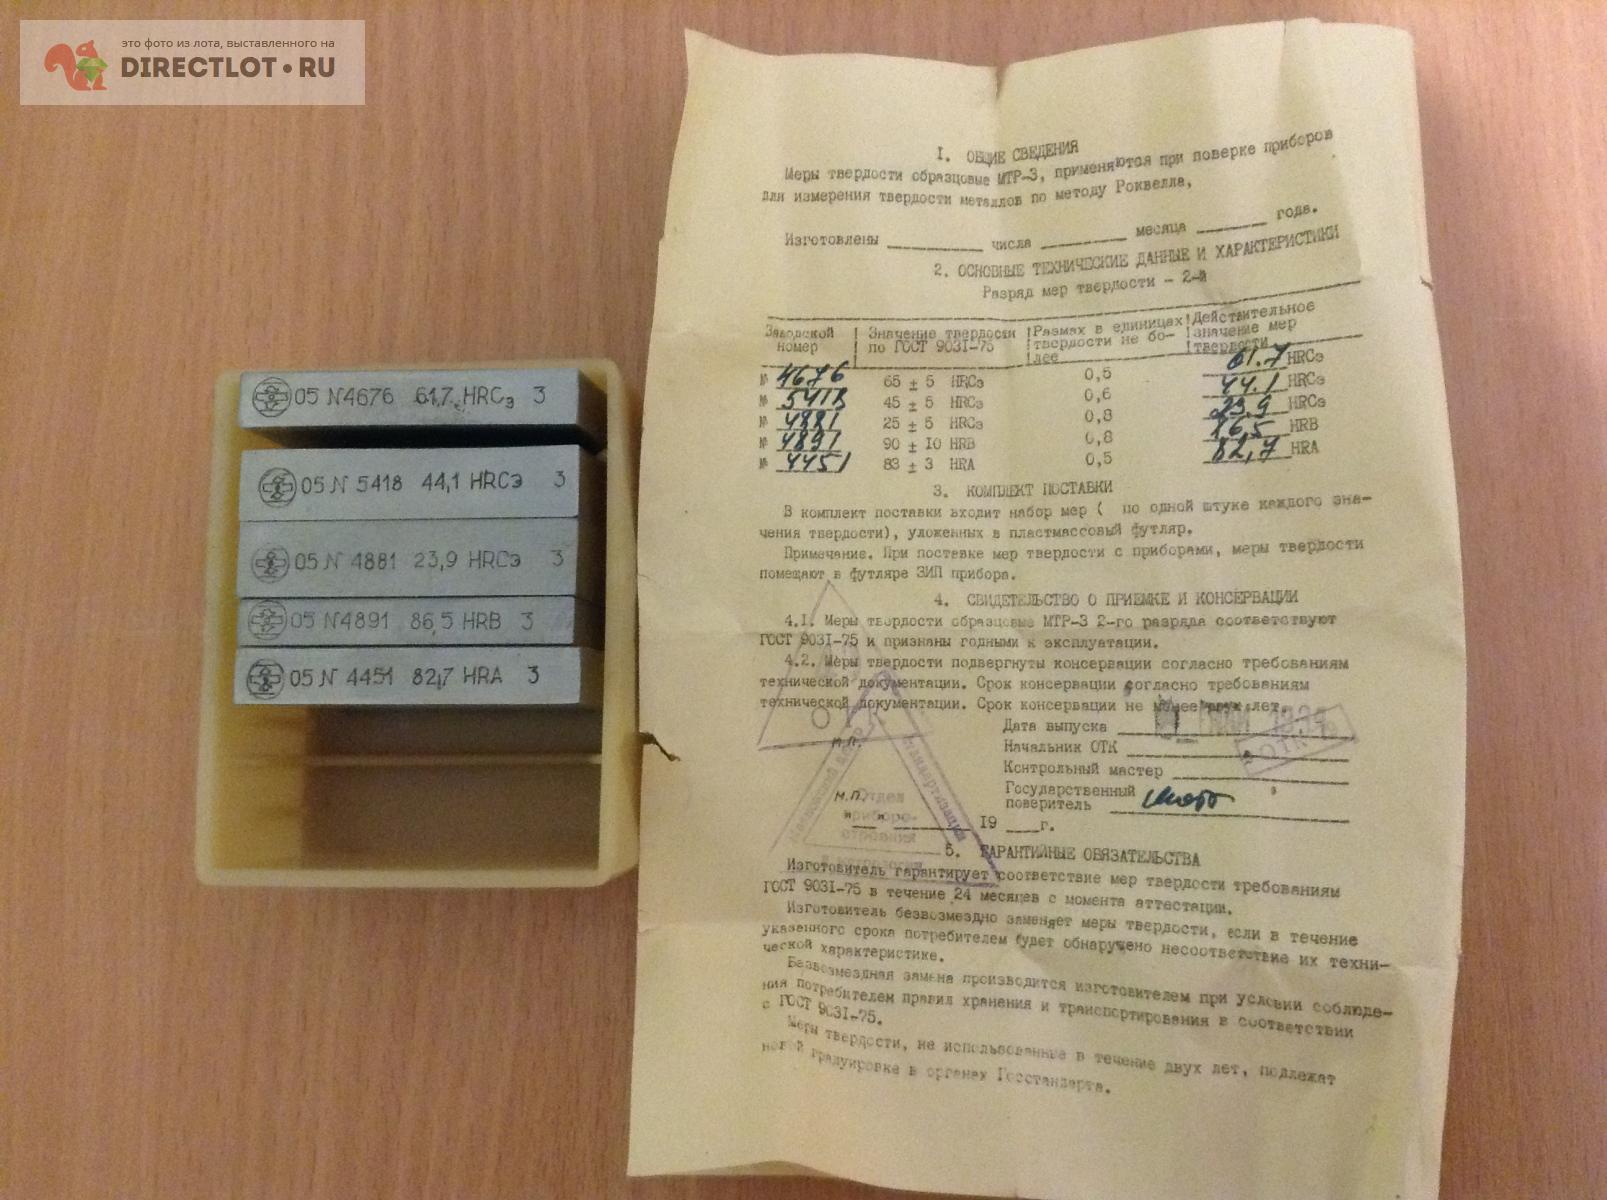 это фото из лота, выставленного на
DIRECTLOT•RU
05 N4676 61,7 HRCэ 3
05 N 5418 44,1 HRCэ 3
05 N 4881 23,9 HRCэ 3
05 N4891 86,5 HRB 3
05 N 4451 82,7 HRA 3
I. ОБЩИЕ СВЕДЕНИЯ
Меры твердости образцовые МТР-3, применяются при поверке приборов
для измерения твердости металлов по методу Роквелла,
Изготовлены ________ числа ________ месяца ________ года.
2. ОСНОВНЫЕ ТЕХНИЧЕСКИЕ ДАННЫЕ И ХАРАКТЕРИСТИКИ
Разряд мер твердости - 2-й
Заводской номер
Значение твердости по ГОСТ 9031-75
Размах в единицах твердости не более
Действительное значение мер твердости
№ 4676 65 ± 5 HRCэ 0,5 61.7 HRCэ
№ 5418 45 ± 5 HRCэ 0,6 44.1 HRCэ
№ 4881 25 ± 5 HRCэ 0,8 23.9 HRCэ
№ 4891 90 ± 10 HRB 0,8 86,5 HRB
№ 4451 83 ± 3 HRA 0,5 82,7 HRA
3. КОМПЛЕКТ ПОСТАВКИ
В комплект поставки входит набор мер ( по одной штуке каждого зна-
чения твердости), уложенных в пластмассовый футляр.
Примечание. При поставке мер твердости с приборами, меры твердости
помещают в футляре ЗИП прибора.
4. СВИДЕТЕЛЬСТВО О ПРИЕМКЕ И КОНСЕРВАЦИИ
4.I. Меры твердости образцовые МТР-3 2-го разряда соответствуют
ГОСТ 9031-75 и признаны годными к эксплуатации.
4.2. Меры твердости подвергнуты консервации согласно требованиям
технической документации. Срок консервации согласно требованиям
технической документации. Срок консервации не менее двух лет.
Дата выпуска
Начальник ОТК
ОТК
Контрольный мастер
М.П.
Государственный
поверитель
М.П.
Отдел
приборо-
строения
стандартизации
" " 19 ___г.
5. ГАРАНТИЙНЫЕ ОБЯЗАТЕЛЬСТВА
Изготовитель гарантирует соответствие мер твердости требованиям
ГОСТ 9031-75 в течение 24 месяцев с момента аттестации.
Изготовитель безвозмездно заменяет меры твердости, если в течение
указанного срока потребителем будет обнаружено несоответствие их техни-
ческой характеристике.
Безвозмездная замена производится изготовителем при условии соблюде-
ния потребителем правил хранения и транспортирования в соответствии
с ГОСТ 9031-75.
Меры твердости, не использованные в течение двух лет, подлежат
новой градуировке в органах Госстандарта.